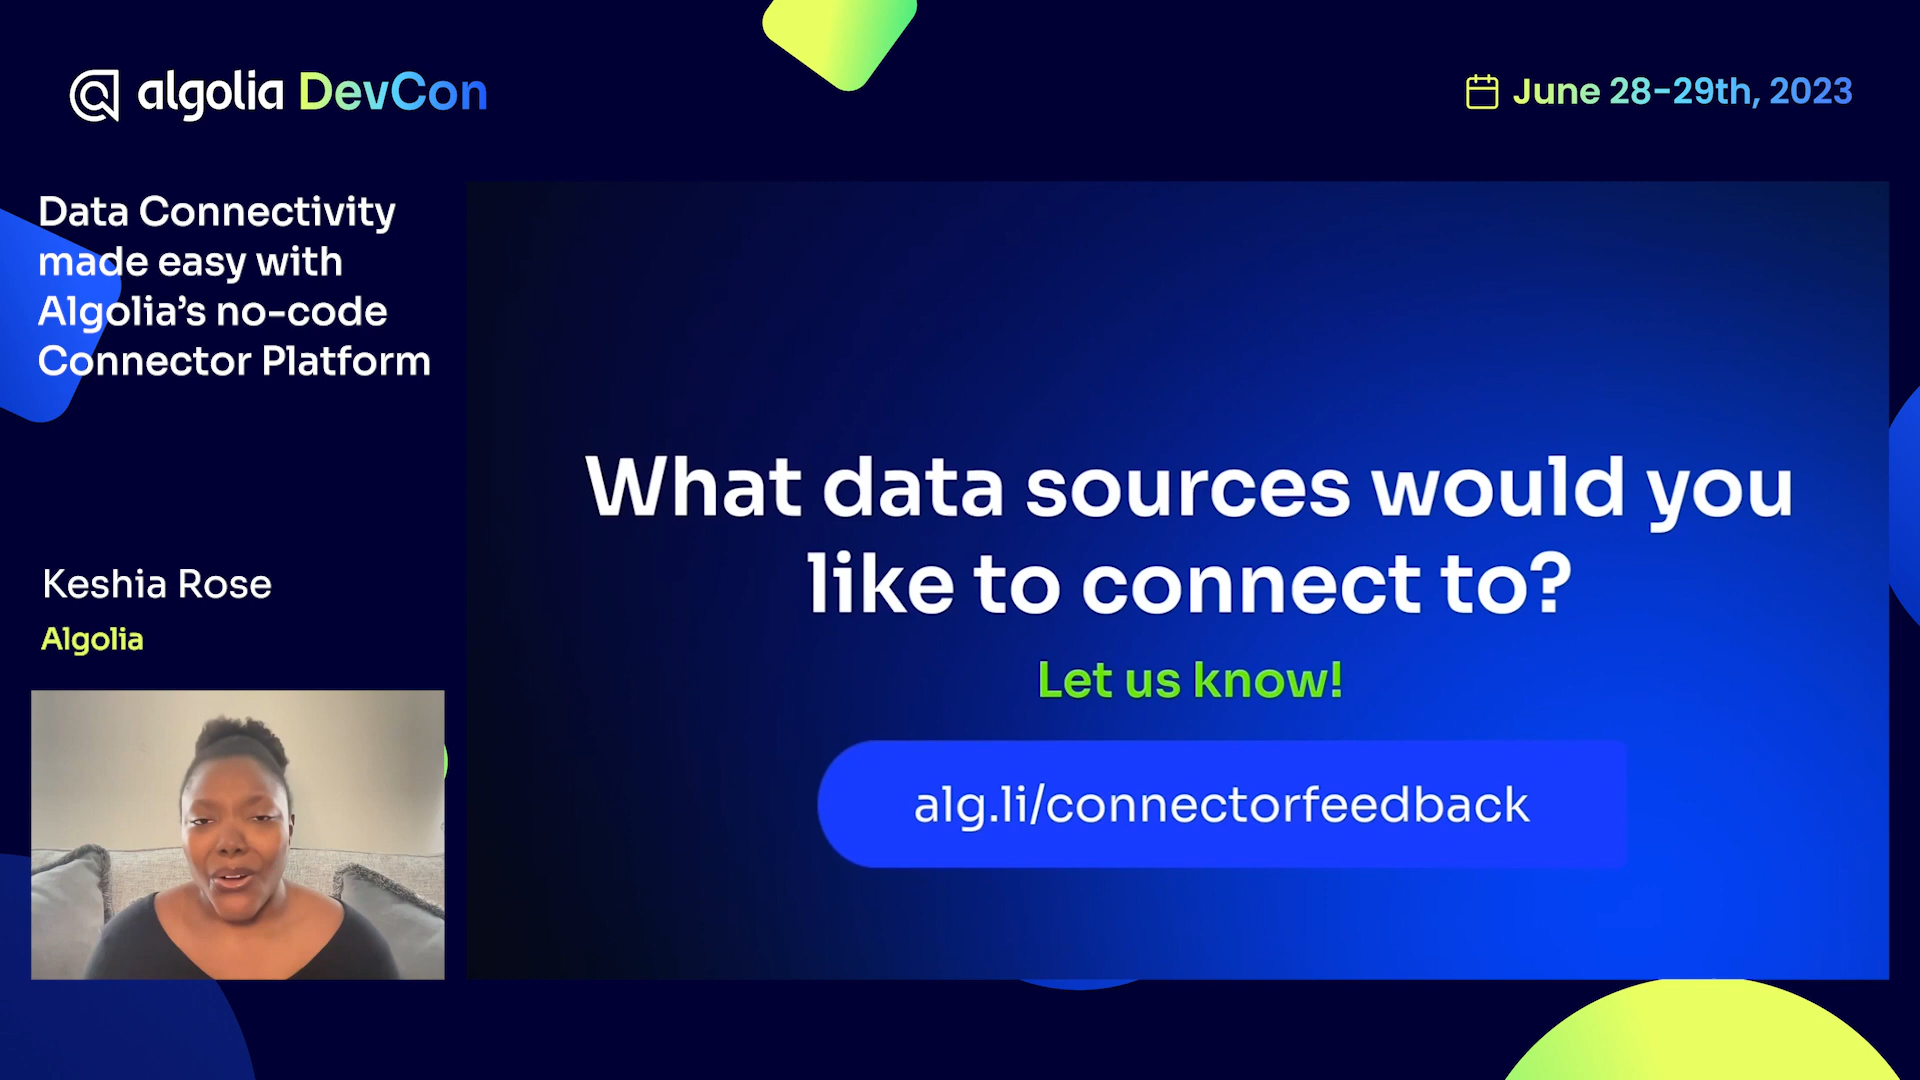 algolia DevCon
June 28-29th, 2023
Data Connectivity
made easy with
Algolia’s no-code
Connector Platform
Keshia Rose
Algolia
What data sources would you
like to connect to?
Let us know!
alg.li/connectorfeedback